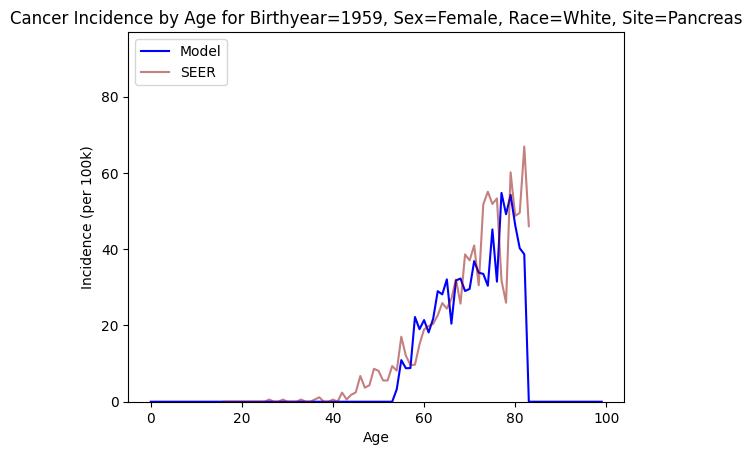 Cancer Incidence by Age for Birthyear=1959, Sex=Female, Race=White, Site=Pancreas
Model
SEER
80
60
40
20
0
Incidence (per 100k)
0 20 40 60 80 100
Age